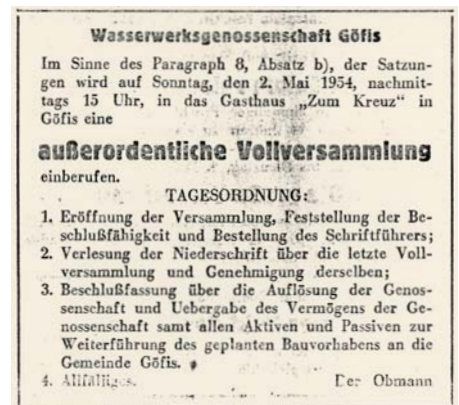 Wasserwerksgenossenschaft Göfis
Im Sinne des Paragraph 8, Absatz b), der Satzun-
gen wird auf Sonntag, den 2. Mai 1954, nachmit-
tags 15 Uhr, in das Gasthaus „Zum Kreuz“ in
Göfis eine
außerordentliche Vollversammlung
einberufen.
TAGESORDNUNG:
1. Eröffnung der Versammlung, Feststellung der Be-
schlußfähigkeit und Bestellung des Schriftführers;
2. Verlesung der Niederschrift über die letzte Voll-
versammlung und Genehmigung derselben;
3. Beschlußfassung über die Auflösung der Genos-
senschaft und Uebergabe des Vermögens der Ge-
nossenschaft samt allen Aktiven und Passiven zur
Weiterführung des geplanten Bauvorhabens an die
Gemeinde Göfis.
4. Allfälliges. Der Obmann